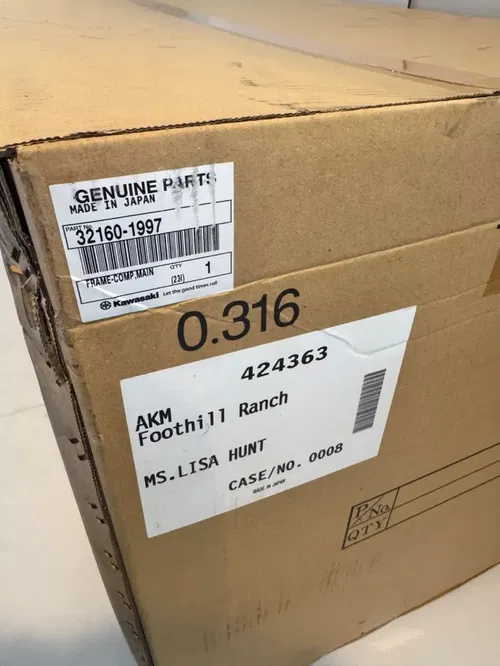 GENUINE PARTS
MADE IN JAPAN
PART No.
32160-1997
QTY
FRAME-COMP,MAIN (23I) 1
Kawasaki Let the good times roll
0.316
424363
AKM
Foothill Ranch
MS.LISA HUNT
CASE/NO. 0008
MADE IN JAPAN
P/No.
QTY